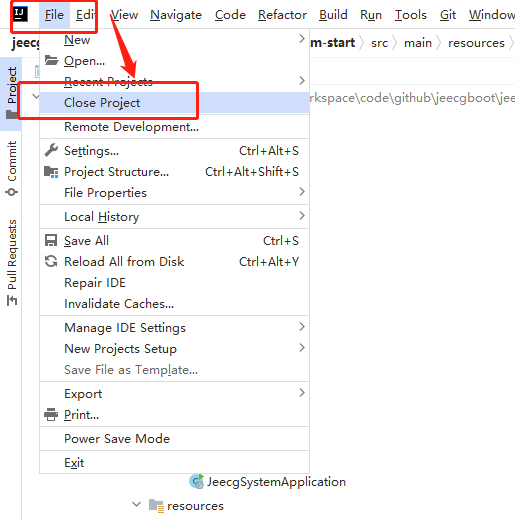 File Edit View Navigate Code Refactor Build Run Tools Git Window
jeecg m-start src main resources
New
Open...
Recent Projects
Close Project
rkspace\code\github\jeecgboot\jee
Remote Development...
Settings... Ctrl+Alt+S
Project Structure... Ctrl+Alt+Shift+S
File Properties
Local History
Save All Ctrl+S
Reload All from Disk Ctrl+Alt+Y
Repair IDE
Invalidate Caches...
Manage IDE Settings
New Projects Setup
Save File as Template...
Export
Print...
Power Save Mode
Exit
JeecgSystemApplication
resources
Project
Commit
Pull Requests